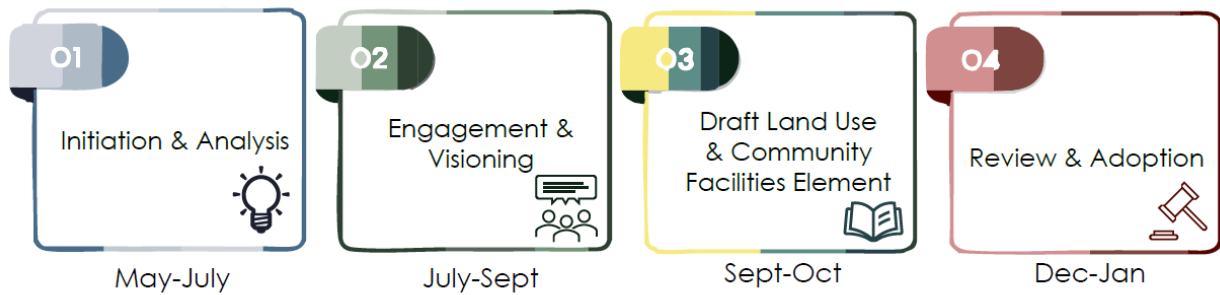 01
Initiation & Analysis
May-July
02
Engagement &
Visioning
July-Sept
03
Draft Land Use
& Community
Facilities Element
Sept-Oct
04
Review & Adoption
Dec-Jan